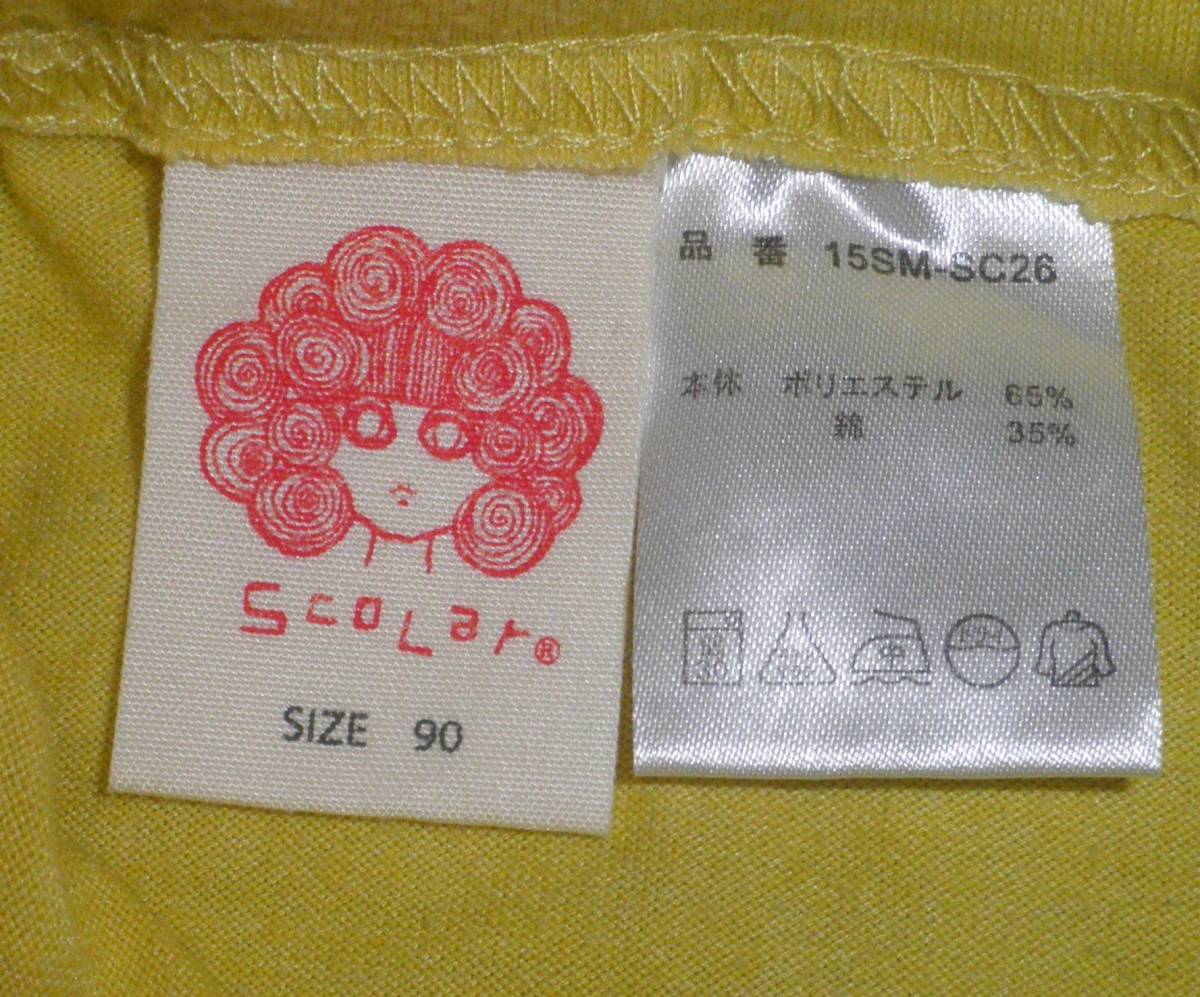 ScoLar®
SIZE 90
品 番 15SM-SC26
本体 ポリエステル 65%
綿 35%